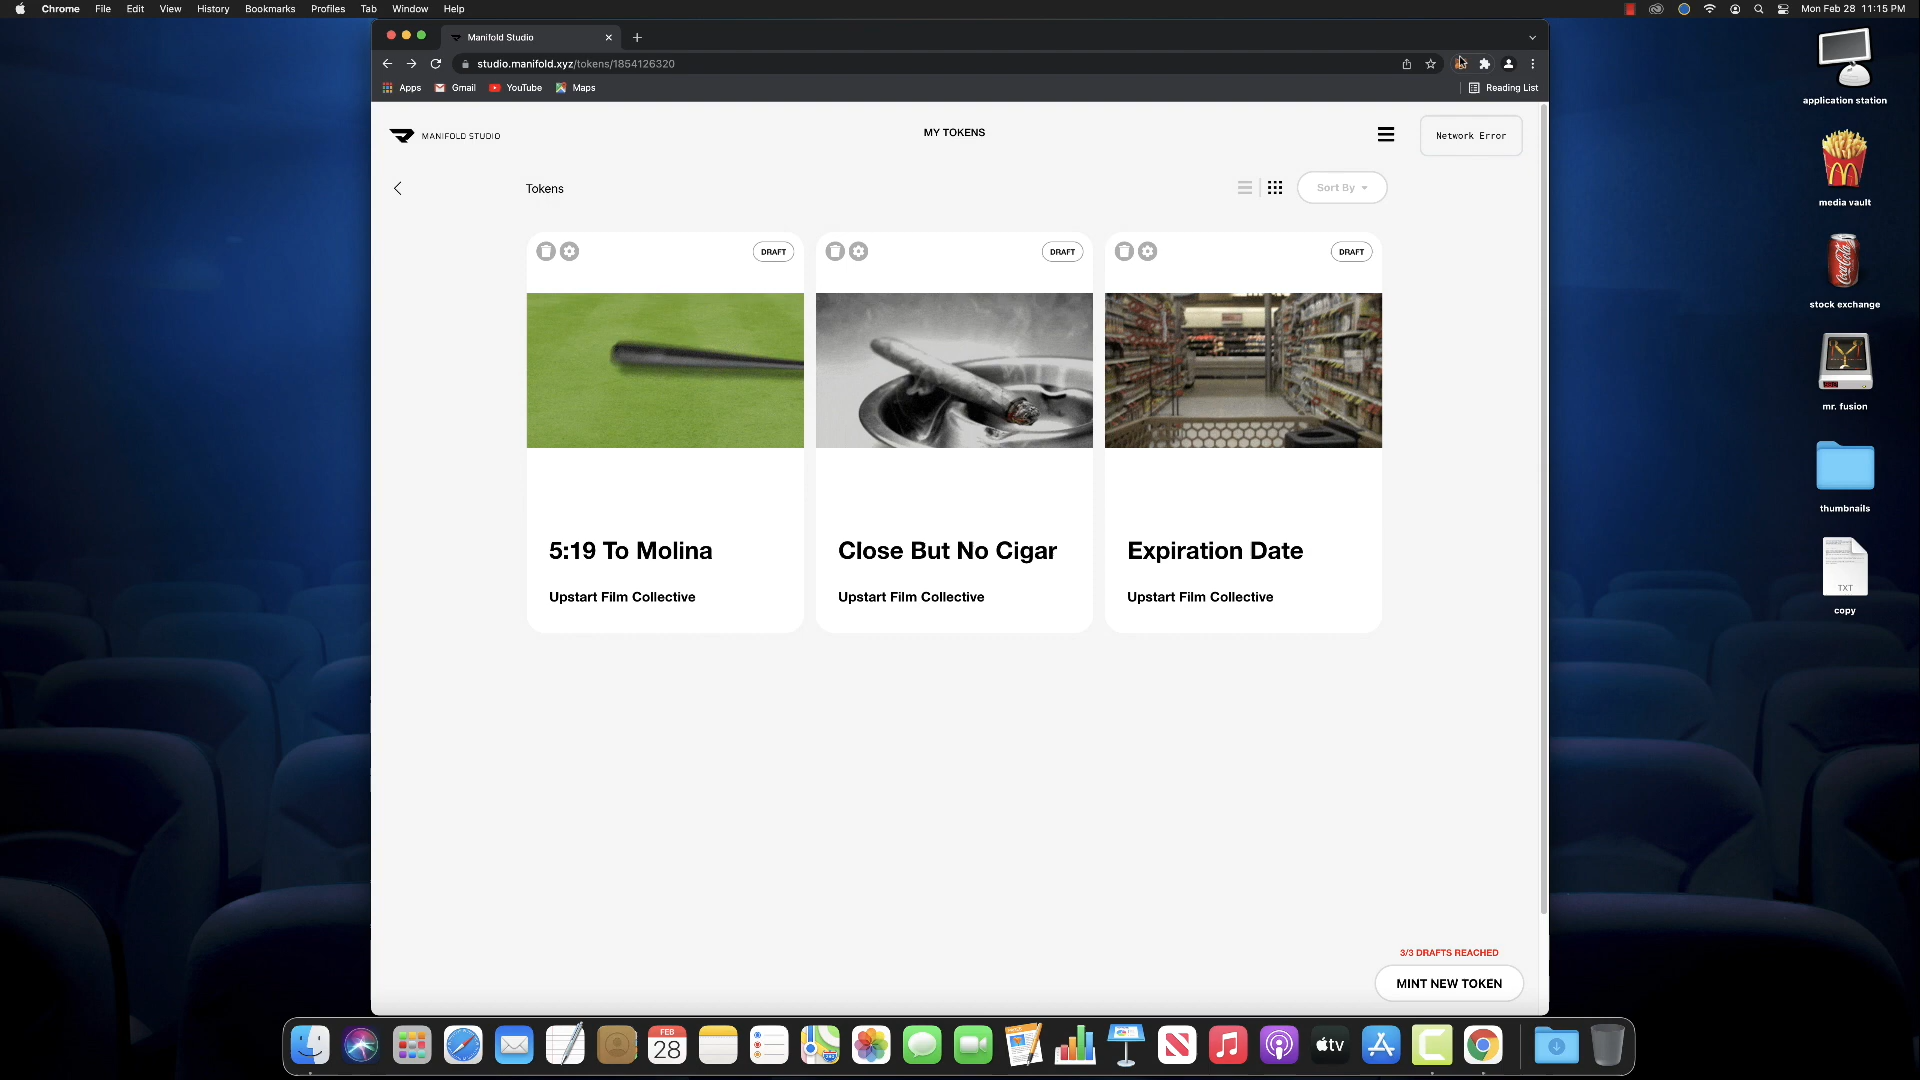 Chrome File Edit View History Bookmarks Profiles Tab Window Help
Mon Feb 28 11:15 PM
Manifold Studio
studio.manifold.xyz/tokens/1854126320
Apps Gmail YouTube Maps
Reading List
MANIFOLD STUDIO
MY TOKENS
Network Error
Tokens
Sort By
DRAFT
DRAFT
DRAFT
5:19 To Molina
Upstart Film Collective
Close But No Cigar
Upstart Film Collective
Expiration Date
Upstart Film Collective
3/3 DRAFTS REACHED
MINT NEW TOKEN
application station
media vault
Coca-Cola
stock exchange
mr. fusion
thumbnails
TXT
copy
FEB
28
tv